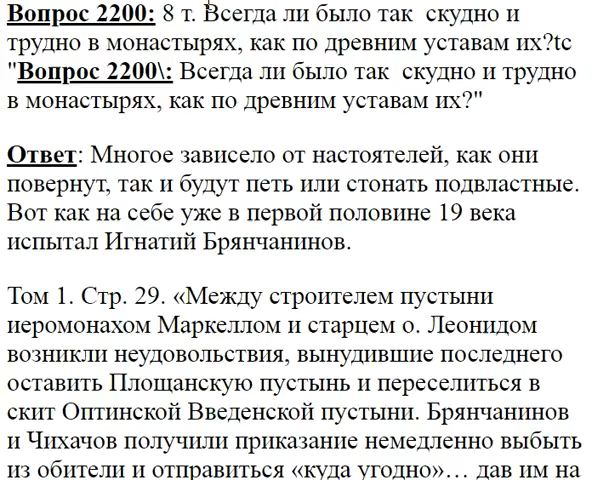 Вопрос 2200: 8 т. Всегда ли было так скудно и
трудно в монастырях, как по древним уставам их?tc
"Вопрос 2200\: Всегда ли было так скудно и трудно
в монастырях, как по древним уставам их?"
Ответ: Многое зависело от настоятелей, как они
повернут, так и будут петь или стонать подвластные.
Вот как на себе уже в первой половине 19 века
испытал Игнатий Брянчанинов.
Том 1. Стр. 29. «Между строителем пустыни
иеромонахом Маркеллом и старцем о. Леонидом
возникли неудовольствия, вынудившие последнего
оставить Площанскую пустынь и переселиться в
скит Оптинской Введенской пустыни. Брянчанинов
и Чихачов получили приказание немедленно выбыть
из обители и отправиться «куда угодно»… дав им на